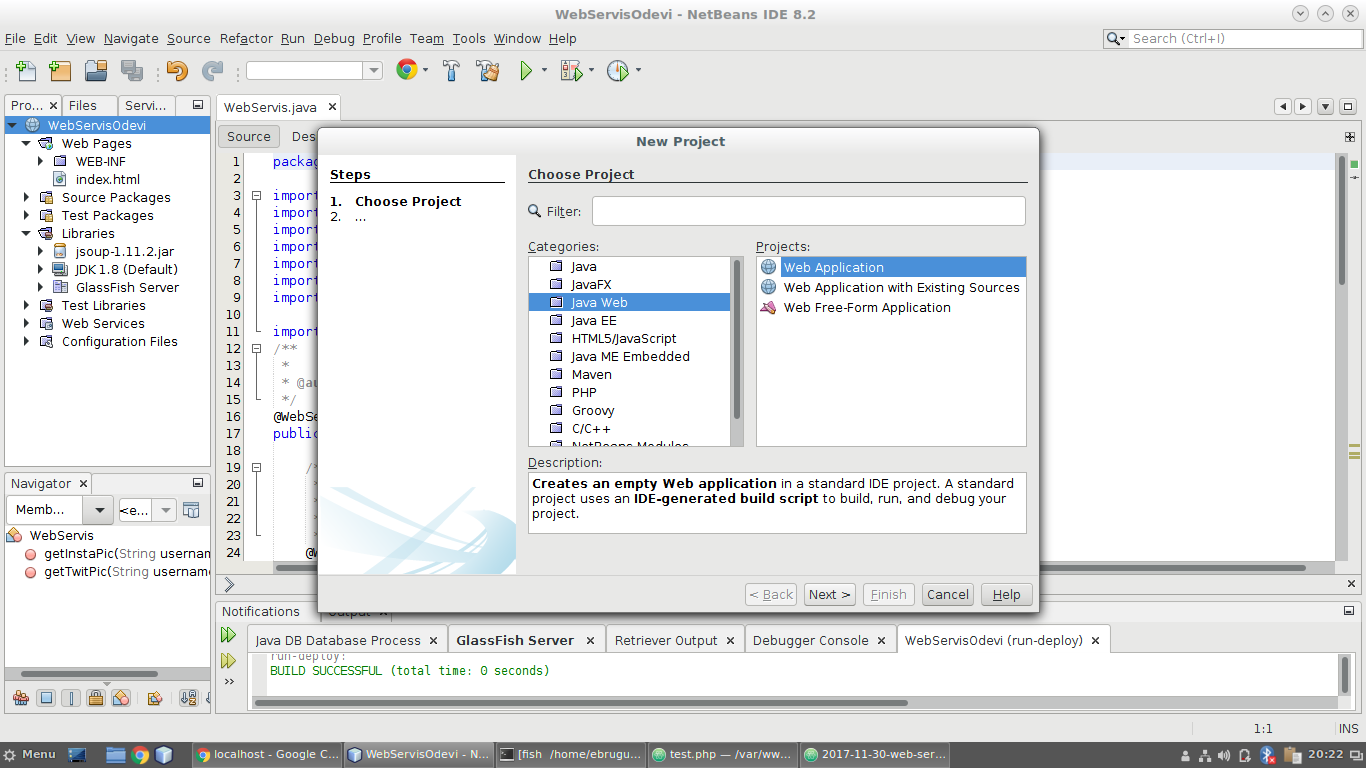 WebServisOdevi - NetBeans IDE 8.2
File Edit View Navigate Source Refactor Run Debug Profile Team Tools Window Help
Search (Ctrl+I)
Pro... Files Servi...
WebServisOdevi
Web Pages
WEB-INF
index.html
Source Packages
Test Packages
Libraries
jsoup-1.11.2.jar
JDK 1.8 (Default)
GlassFish Server
Test Libraries
Web Services
Configuration Files
Navigator
Memb... <e...
WebServis
getInstaPic(String usernam
getTwitPic(String username
WebServis.java
Source Des
1 packag
2
3 import
4 import
5 import
6 import
7 import
8 import
9 import
10
11 import
12 /**
13 *
14 * @au
15 */
16 @WebSe
17 public
18
19 /*
20
21
22
23
24 @W
New Project
Steps
1. Choose Project
2. ...
Choose Project
Filter:
Categories:
Java
JavaFX
Java Web
Java EE
HTML5/JavaScript
Java ME Embedded
Maven
PHP
Groovy
C/C++
NetBeans Modules
Projects:
Web Application
Web Application with Existing Sources
Web Free-Form Application
Description:
Creates an empty Web application in a standard IDE project. A standard
project uses an IDE-generated build script to build, run, and debug your
project.
< Back Next > Finish Cancel Help
Notifications Output
Java DB Database Process GlassFish Server Retriever Output Debugger Console WebServisOdevi (run-deploy)
run-deploy:
BUILD SUCCESSFUL (total time: 0 seconds)
1:1 INS
Menu localhost - Google C... WebServisOdevi - N... [fish /home/ebrugu... test.php — /var/ww... 2017-11-30-web-ser... 20:22